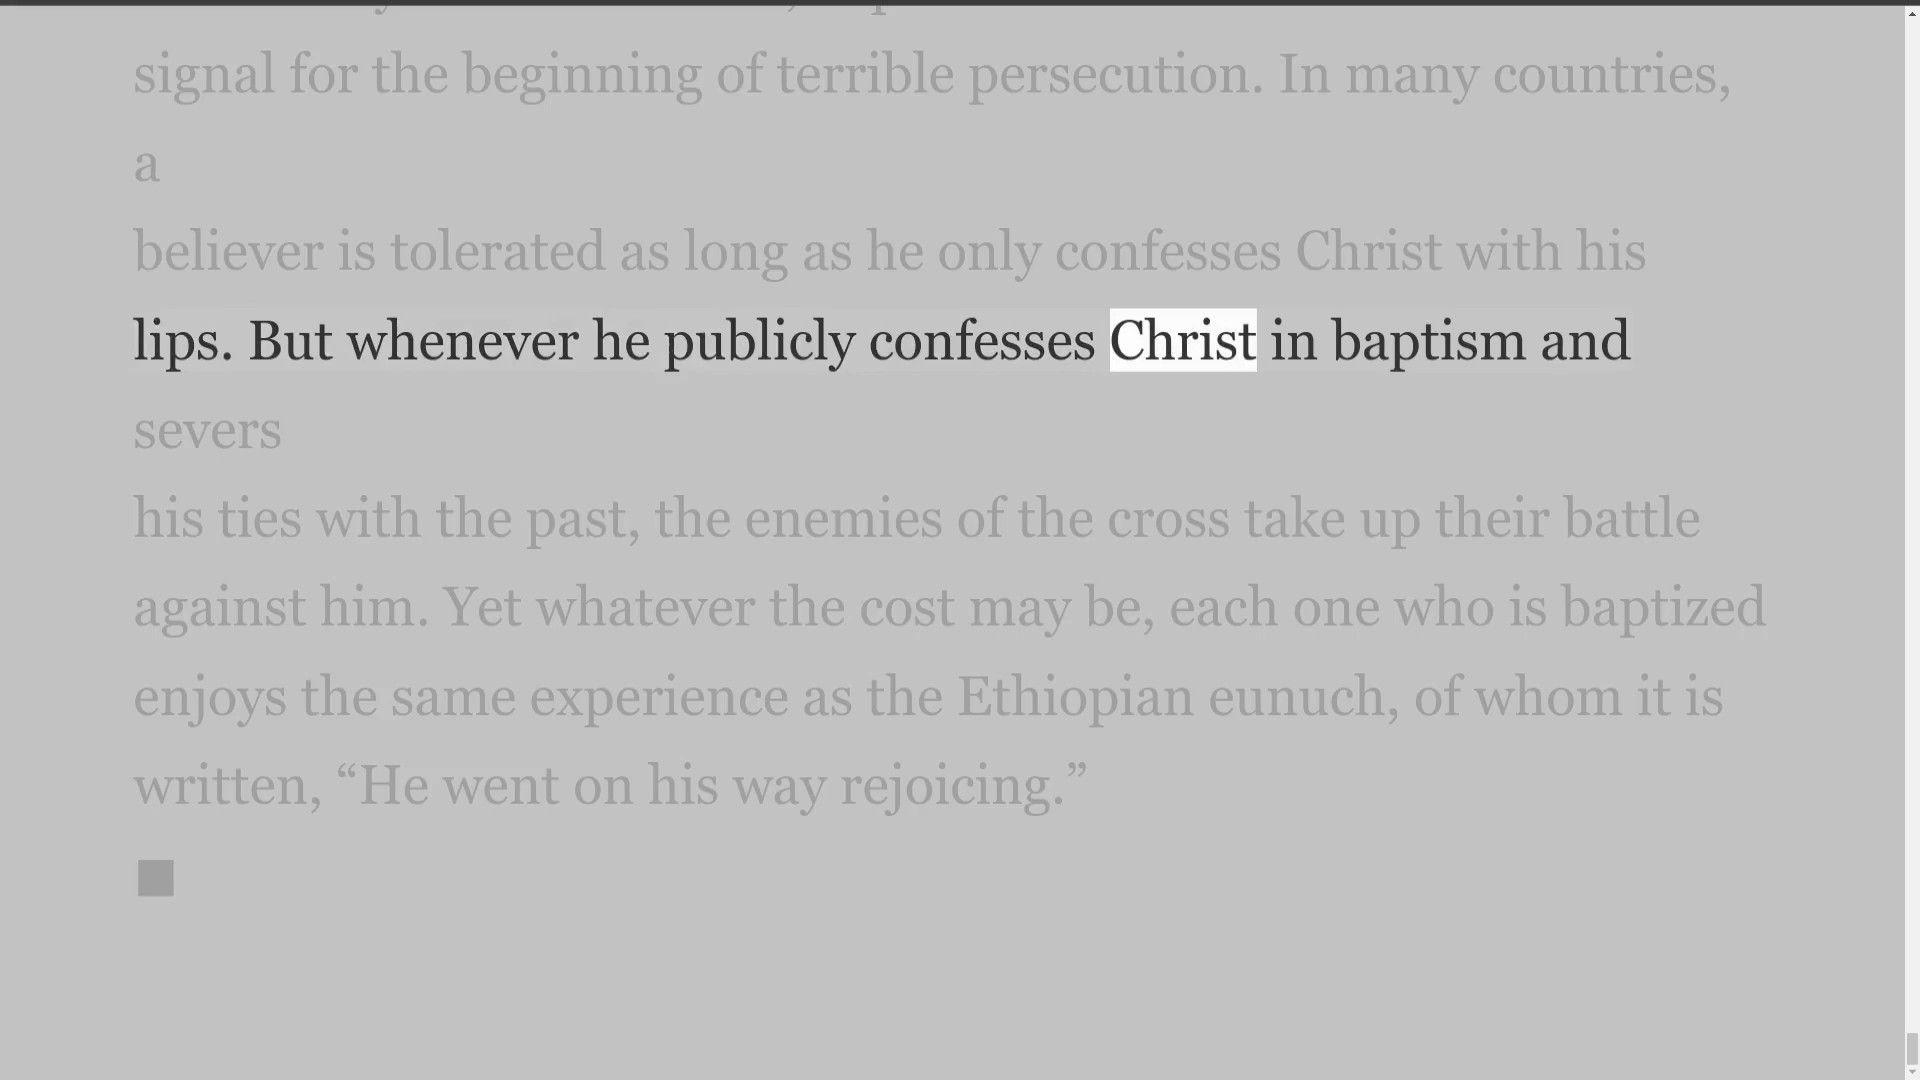 signal for the beginning of terrible persecution. In many countries,
a
believer is tolerated as long as he only confesses Christ with his
lips. But whenever he publicly confesses Christ in baptism and
severs
his ties with the past, the enemies of the cross take up their battle
against him. Yet whatever the cost may be, each one who is baptized
enjoys the same experience as the Ethiopian eunuch, of whom it is
written, “He went on his way rejoicing.”